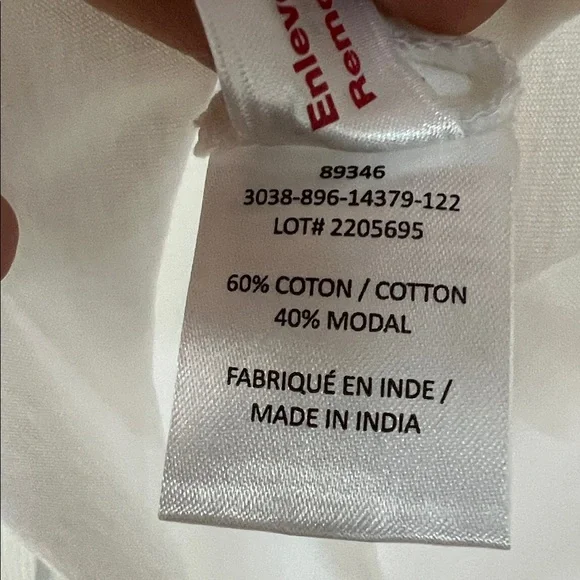 89346
3038-896-14379-122
LOT# 2205695
60% COTON / COTTON
40% MODAL
FABRIQUÉ EN INDE /
MADE IN INDIA